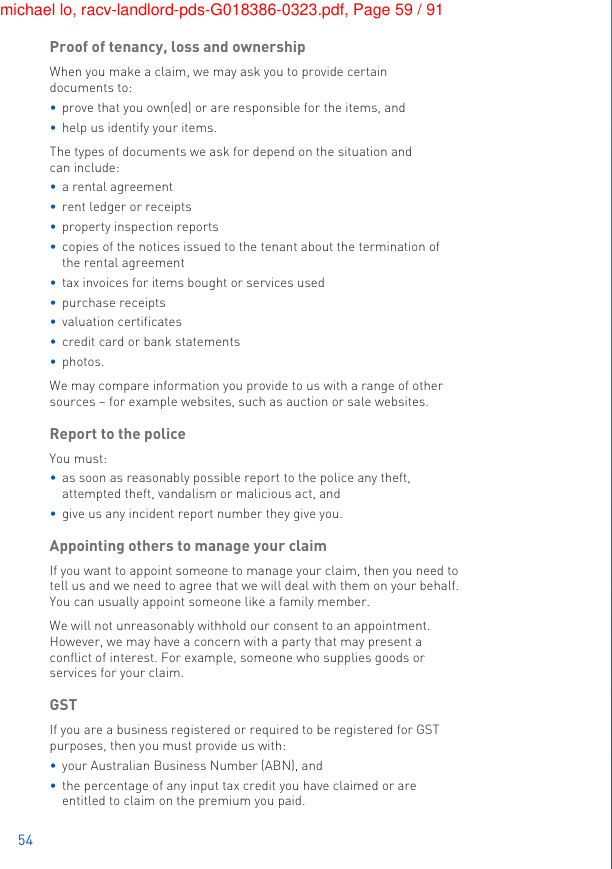 michael lo, racv-landlord-pds-G018386-0323.pdf, Page 59 / 91
Proof of tenancy, loss and ownership
When you make a claim, we may ask you to provide certain
documents to:
• prove that you own(ed) or are responsible for the items, and
• help us identify your items.
The types of documents we ask for depend on the situation and
can include:
• a rental agreement
• rent ledger or receipts
• property inspection reports
• copies of the notices issued to the tenant about the termination of
the rental agreement
• tax invoices for items bought or services used
• purchase receipts
• valuation certificates
• credit card or bank statements
• photos.
We may compare information you provide to us with a range of other
sources – for example websites, such as auction or sale websites.
Report to the police
You must:
• as soon as reasonably possible report to the police any theft,
attempted theft, vandalism or malicious act, and
• give us any incident report number they give you.
Appointing others to manage your claim
If you want to appoint someone to manage your claim, then you need to
tell us and we need to agree that we will deal with them on your behalf.
You can usually appoint someone like a family member.
We will not unreasonably withhold our consent to an appointment.
However, we may have a concern with a party that may present a
conflict of interest. For example, someone who supplies goods or
services for your claim.
GST
If you are a business registered or required to be registered for GST
purposes, then you must provide us with:
• your Australian Business Number (ABN), and
• the percentage of any input tax credit you have claimed or are
entitled to claim on the premium you paid.
54